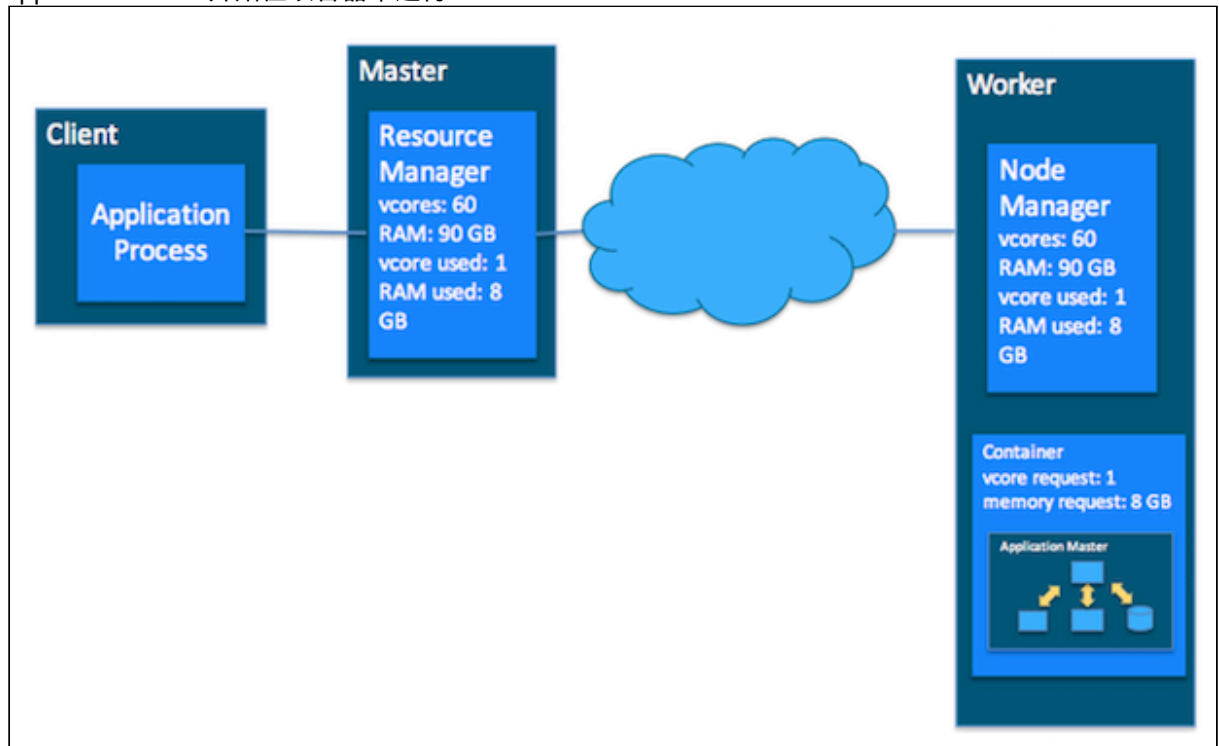 Client
Application
Process
Master
Resource
Manager
vcores: 60
RAM: 90 GB
vcore used: 1
RAM used: 8
GB
Worker
Node
Manager
vcores: 60
RAM: 90 GB
vcore used: 1
RAM used: 8
GB
Container
vcore request: 1
memory request: 8 GB
Application Master